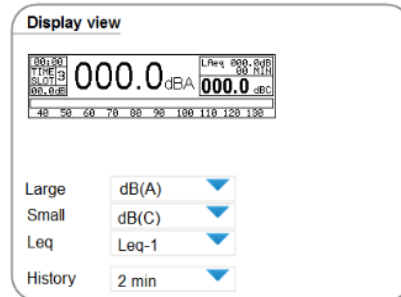 Display view
00:00
TIME
SLOT 3
00.0dB
000.0dBA
LAeq 000.0dB
00 MIN
000.0 dBC
40 50 60 70 80 90 100 110 120 130
Large dB(A)
Small dB(C)
Leq Leq-1
History 2 min